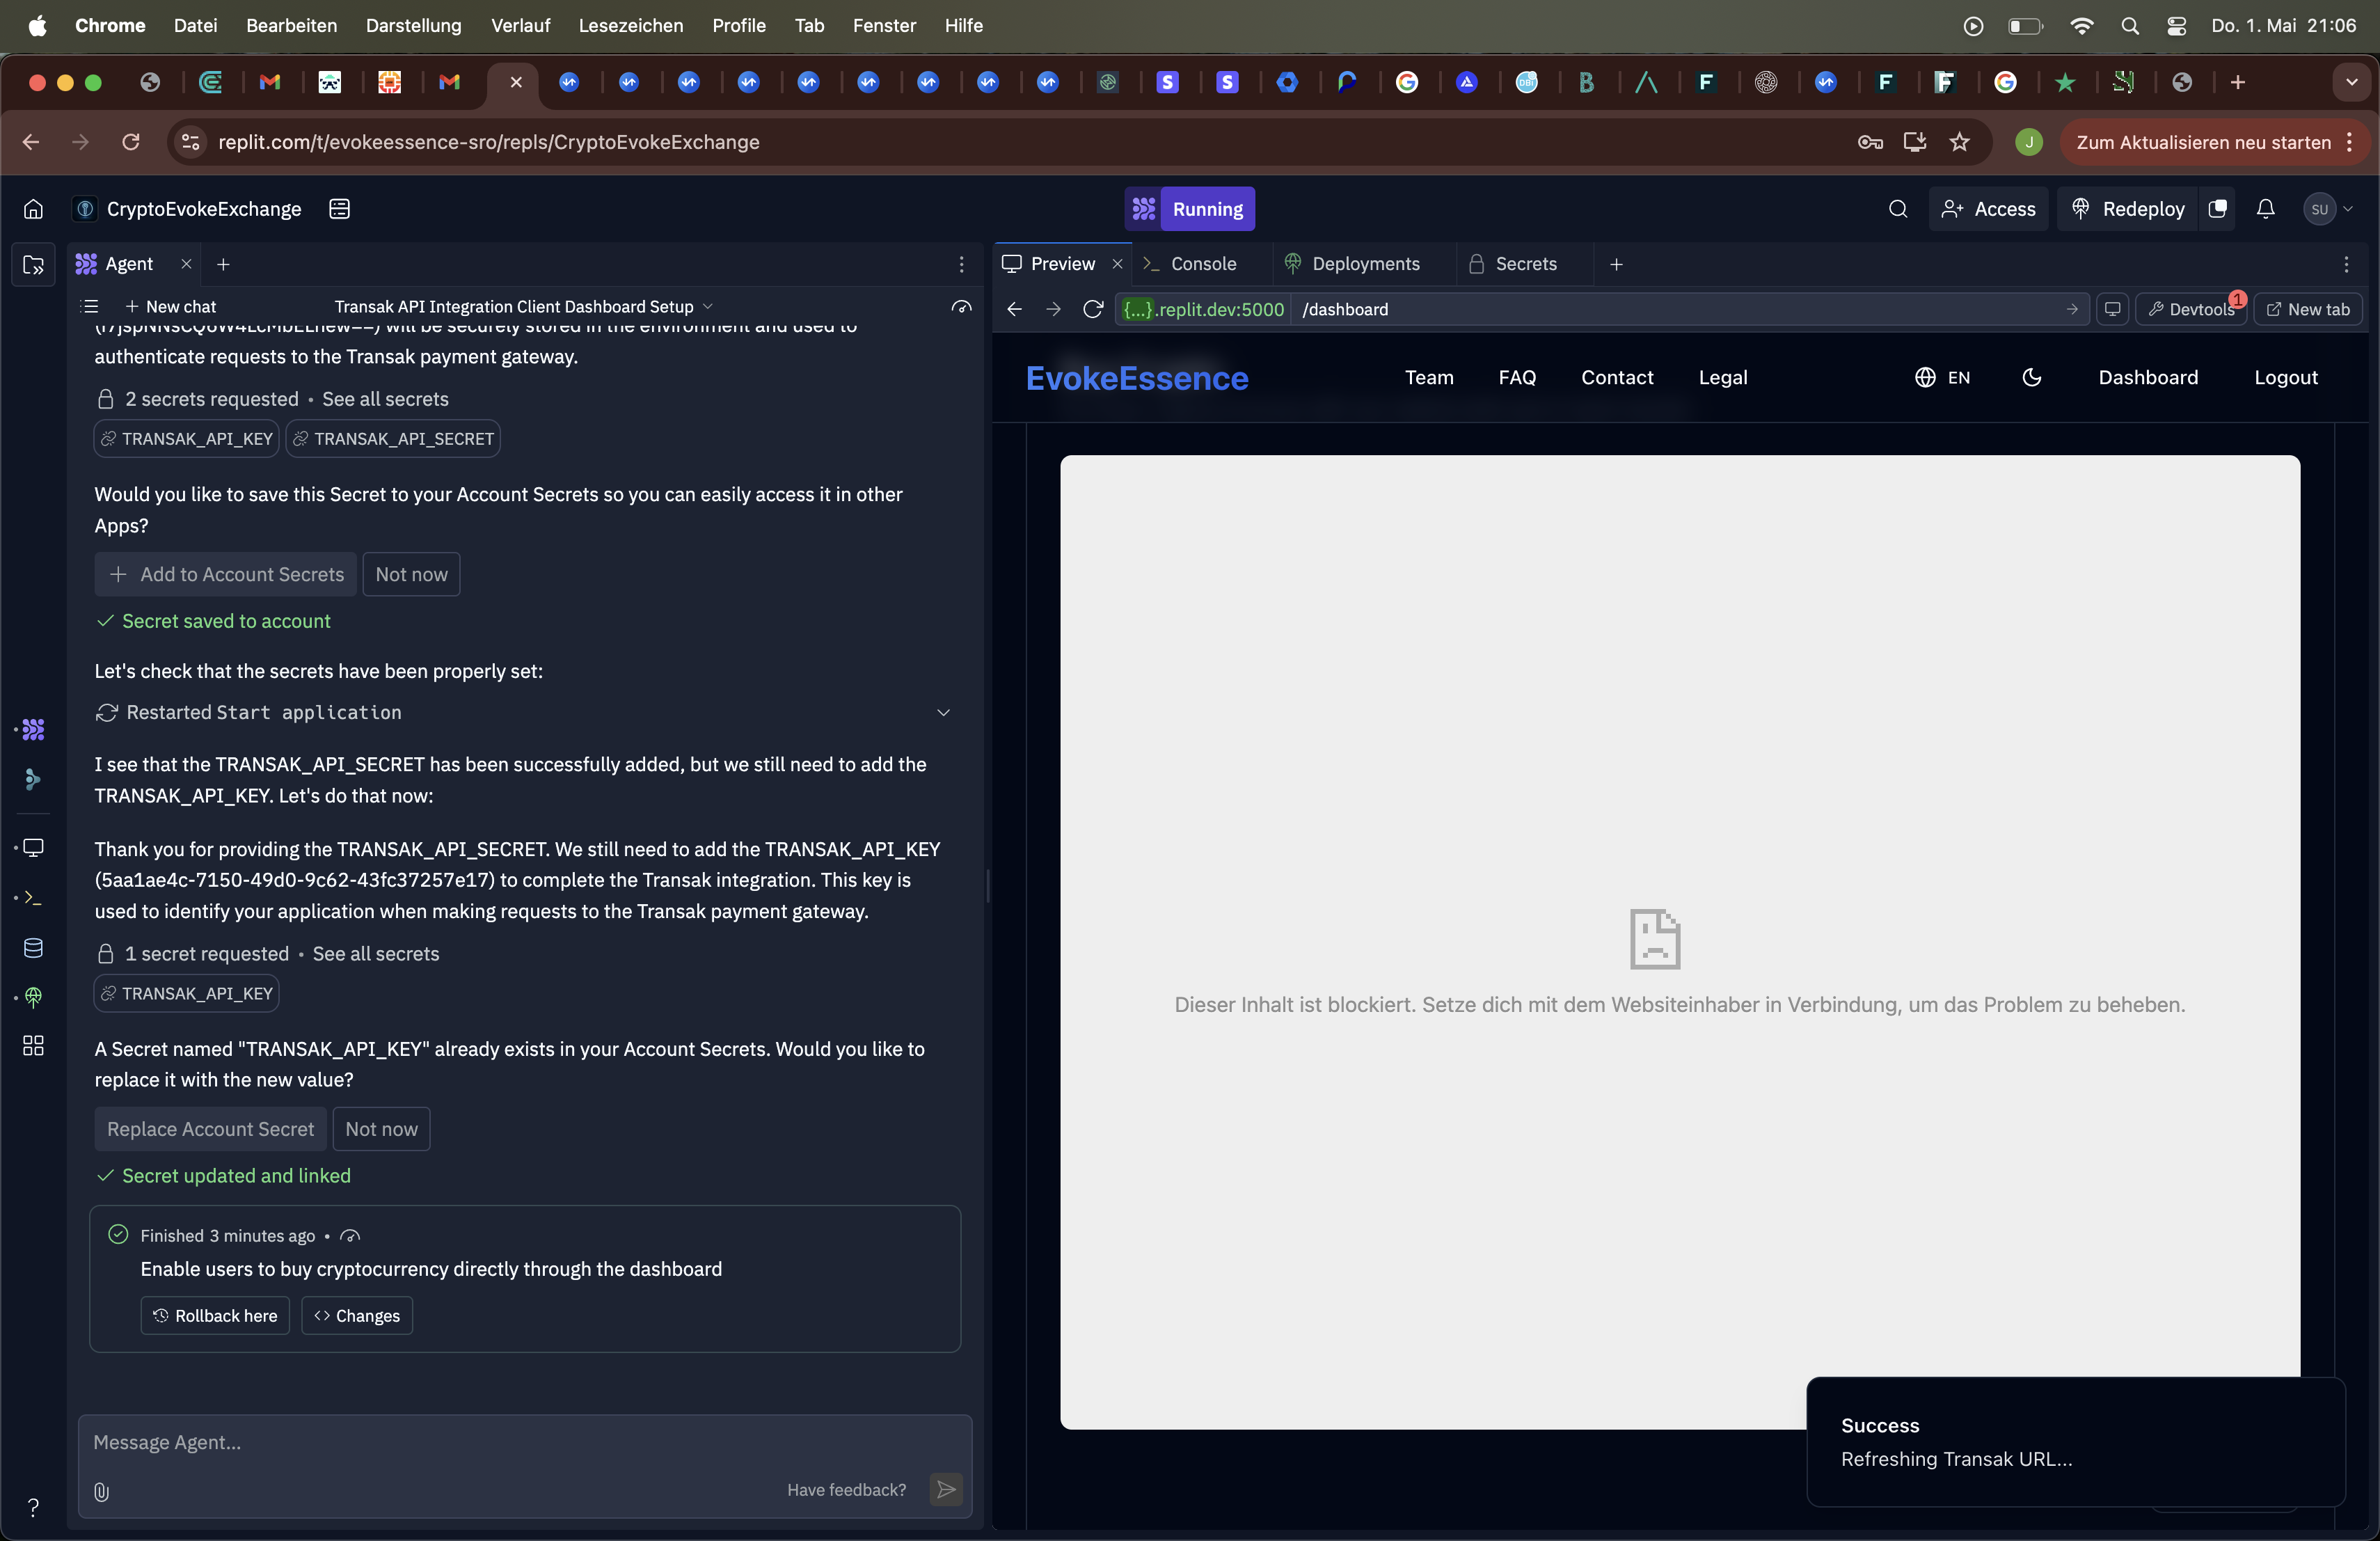 Chrome Datei Bearbeiten Darstellung Verlauf Lesezeichen Profile Tab Fenster Hilfe
Do. 1. Mai 21:06
replit.com/t/evokeessence-sro/repls/CryptoEvokeExchange
J
Zum Aktualisieren neu starten
CryptoEvokeExchange
Running
Access
Redeploy
SU
Agent
New chat
Transak API Integration Client Dashboard Setup
will be securely stored in the environment and used to
authenticate requests to the Transak payment gateway.
2 secrets requested • See all secrets
TRANSAK_API_KEY TRANSAK_API_SECRET
Would you like to save this Secret to your Account Secrets so you can easily access it in other
Apps?
Add to Account Secrets
Not now
Secret saved to account
Let's check that the secrets have been properly set:
Restarted Start application
I see that the TRANSAK_API_SECRET has been successfully added, but we still need to add the
TRANSAK_API_KEY. Let's do that now:
Thank you for providing the TRANSAK_API_SECRET. We still need to add the TRANSAK_API_KEY
(5aa1ae4c-7150-49d0-9c62-43fc37257e17) to complete the Transak integration. This key is
used to identify your application when making requests to the Transak payment gateway.
1 secret requested • See all secrets
TRANSAK_API_KEY
A Secret named "TRANSAK_API_KEY" already exists in your Account Secrets. Would you like to
replace it with the new value?
Replace Account Secret
Not now
Secret updated and linked
Finished 3 minutes ago •
Enable users to buy cryptocurrency directly through the dashboard
Rollback here
Changes
Message Agent...
Have feedback?
Preview
Console
Deployments
Secrets
{...}.replit.dev:5000 /dashboard
Devtools
1
New tab
EvokeEssence
Team FAQ Contact Legal
EN
Dashboard Logout
Dieser Inhalt ist blockiert. Setze dich mit dem Websiteinhaber in Verbindung, um das Problem zu beheben.
Success
Refreshing Transak URL...